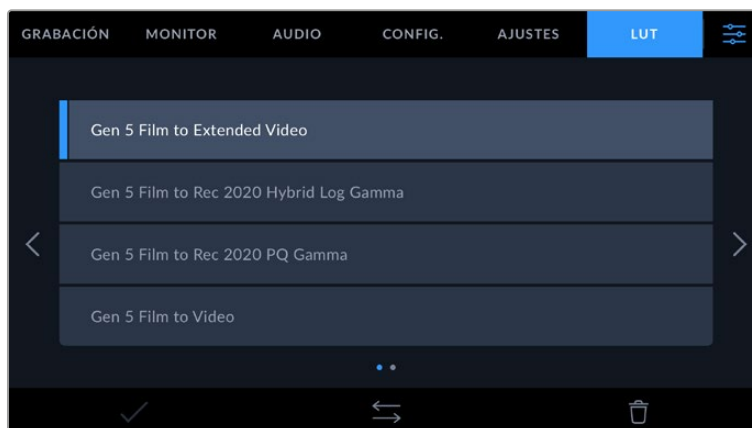 GRABACIÓN MONITOR AUDIO CONFIG. AJUSTES LUT
Gen 5 Film to Extended Video
Gen 5 Film to Rec 2020 Hybrid Log Gamma
Gen 5 Film to Rec 2020 PQ Gamma
Gen 5 Film to Video